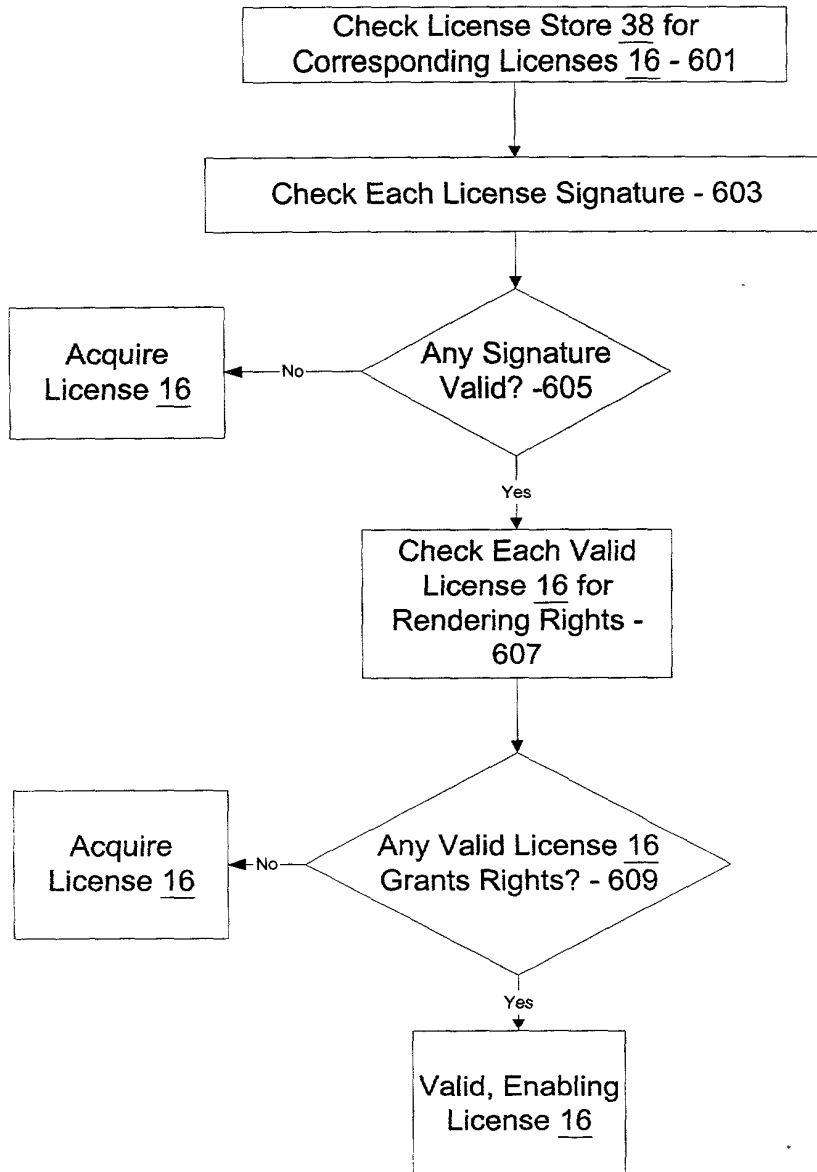 Check License Store 38 for
Corresponding Licenses 16 - 601
Check Each License Signature - 603
Any Signature
Valid? -605
No
Acquire
License 16
Yes
Check Each Valid
License 16 for
Rendering Rights -
607
Any Valid License 16
Grants Rights? - 609
No
Acquire
License 16
Yes
Valid, Enabling
License 16